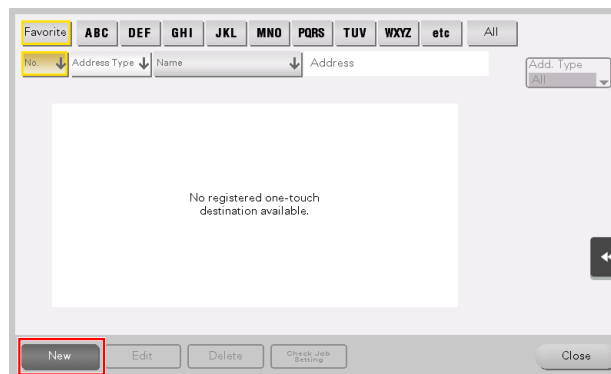 Favorite ABC DEF GHI JKL MNO PQRS TUV WXYZ etc All
No. Address Type Name Address
Add. Type
All
No registered one-touch
destination available.
New Edit Delete Check Job
Setting
Close